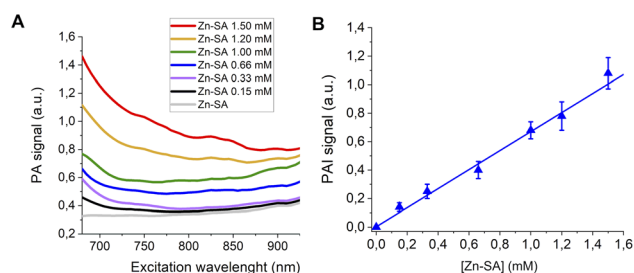 A
B
Zn-SA 1.50 mM
Zn-SA 1.20 mM
Zn-SA 1.00 mM
Zn-SA 0.66 mM
Zn-SA 0.33 mM
Zn-SA 0.15 mM
Zn-SA
PA signal (a.u.)
1,6
1,4
1,2
1,0
0,8
0,6
0,4
0,2
700 750 800 850 900
Excitation wavelenght (nm)
PAI signal (a.u.)
1,4
1,2
1,0
0,8
0,6
0,4
0,2
0,0
0,0 0,2 0,4 0,6 0,8 1,0 1,2 1,4 1,6
[Zn-SA] (mM)